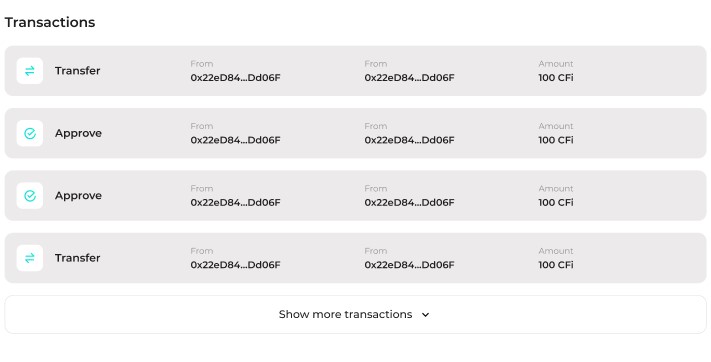 Transactions
Transfer
From
0x22eD84...Dd06F
From
0x22eD84...Dd06F
Amount
100 CFi
Approve
From
0x22eD84...Dd06F
From
0x22eD84...Dd06F
Amount
100 CFi
Approve
From
0x22eD84...Dd06F
From
0x22eD84...Dd06F
Amount
100 CFi
Transfer
From
0x22eD84...Dd06F
From
0x22eD84...Dd06F
Amount
100 CFi
Show more transactions